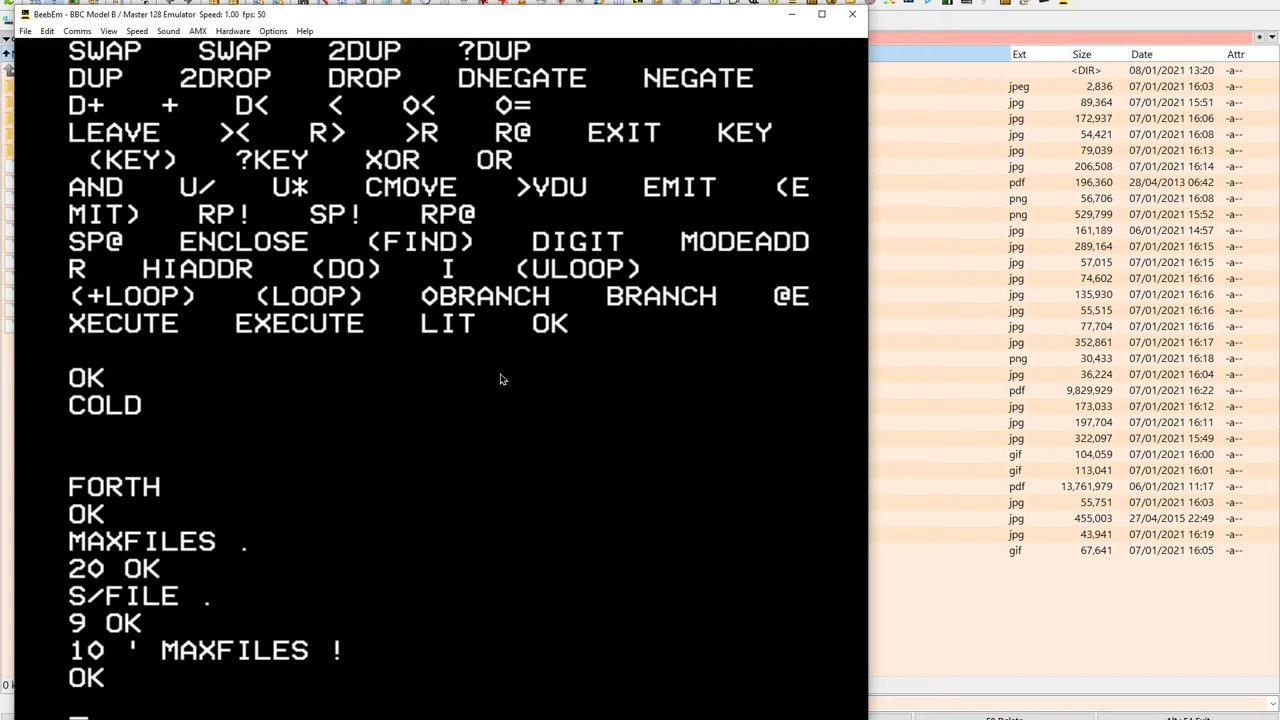 BeebEm - BBC Model B / Master 128 Emulator Speed: 1.00 fps: 50
File Edit Comms View Speed Sound AMX Hardware Options Help
SWAP SWAP 2DUP ?DUP
DUP 2DROP DROP DNEGATE NEGATE
D+ + D< < 0< 0=
LEAVE >< R> >R R@ EXIT KEY
(KEY) ?KEY XOR OR
AND U/ U* CMOVE >VDU EMIT (E
MIT) RP! SP! RP@
SP@ ENCLOSE (FIND) DIGIT MODEADD
R HIADDR (DO) I (ULOOP)
(+LOOP) (LOOP) 0BRANCH BRANCH @E
XECUTE EXECUTE LIT OK
OK
COLD
FORTH
OK
MAXFILES .
20 OK
S/FILE .
9 OK
10 ' MAXFILES !
OK
Ext Size Date Attr
<DIR> 08/01/2021 13:20 -a--
jpeg 2,836 07/01/2021 16:03 -a--
jpg 89,364 07/01/2021 15:51 -a--
jpg 172,937 07/01/2021 16:06 -a--
jpg 54,421 07/01/2021 16:08 -a--
jpg 79,039 07/01/2021 16:13 -a--
jpg 206,508 07/01/2021 16:14 -a--
pdf 196,360 28/04/2013 06:42 -a--
png 56,706 07/01/2021 16:08 -a--
png 529,799 07/01/2021 15:52 -a--
jpg 161,189 06/01/2021 14:57 -a--
jpg 289,164 07/01/2021 16:15 -a--
jpg 57,015 07/01/2021 16:15 -a--
jpg 74,602 07/01/2021 16:16 -a--
jpg 135,930 07/01/2021 16:16 -a--
jpg 55,515 07/01/2021 16:16 -a--
jpg 77,704 07/01/2021 16:16 -a--
jpg 352,861 07/01/2021 16:17 -a--
png 30,433 07/01/2021 16:18 -a--
jpg 36,224 07/01/2021 16:04 -a--
pdf 9,829,929 07/01/2021 16:22 -a--
jpg 173,033 07/01/2021 16:12 -a--
jpg 197,704 07/01/2021 16:11 -a--
jpg 322,097 07/01/2021 15:49 -a--
gif 104,059 07/01/2021 16:00 -a--
gif 113,041 07/01/2021 16:01 -a--
pdf 13,761,979 06/01/2021 11:17 -a--
jpg 55,751 07/01/2021 16:03 -a--
jpg 455,003 27/04/2015 22:49 -a--
jpg 43,941 07/01/2021 16:19 -a--
gif 67,641 07/01/2021 16:05 -a--